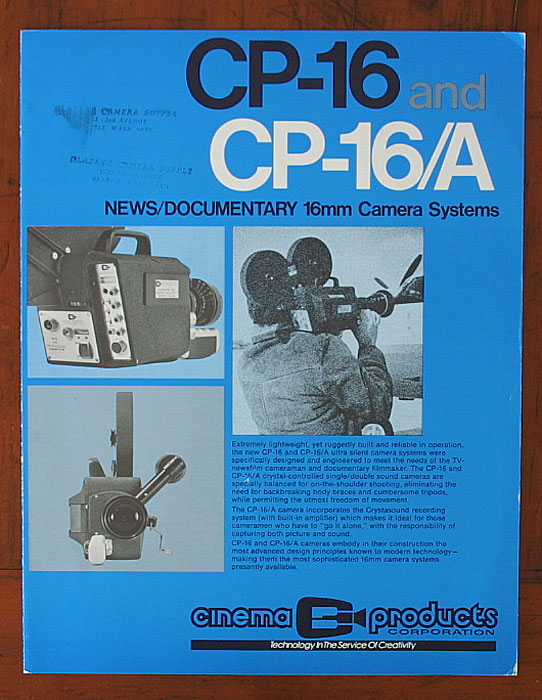 CP-16 and
CP-16/A
CAMERA SUPPLY
CAMERA SUPPLY
NEWS/DOCUMENTARY 16mm Camera Systems
Extremely lightweight, yet ruggedly built and reliable in operation,
the new CP-16 and CP-16/A ultra silent camera systems were
specifically designed and engineered to meet the needs of the TV-
newsfilm cameraman and documentary filmmaker. The CP-16 and
CP-16/A crystal-controlled single/double sound cameras are
specially balanced for on-the-shoulder shooting, eliminating the
need for backbreaking body braces and cumbersome tripods,
while permitting the utmost freedom of movement.
The CP-16/A camera incorporates the Crystasound recording
system (with built-in amplifier) which makes it ideal for those
cameramen who have to "go it alone," with the responsibility of
capturing both picture and sound.
CP-16 and CP-16/A cameras embody in their construction the
most advanced design principles known to modern technology—
making them the most sophisticated 16mm camera systems
presently available.
cinema products
CORPORATION
Technology In The Service Of Creativity